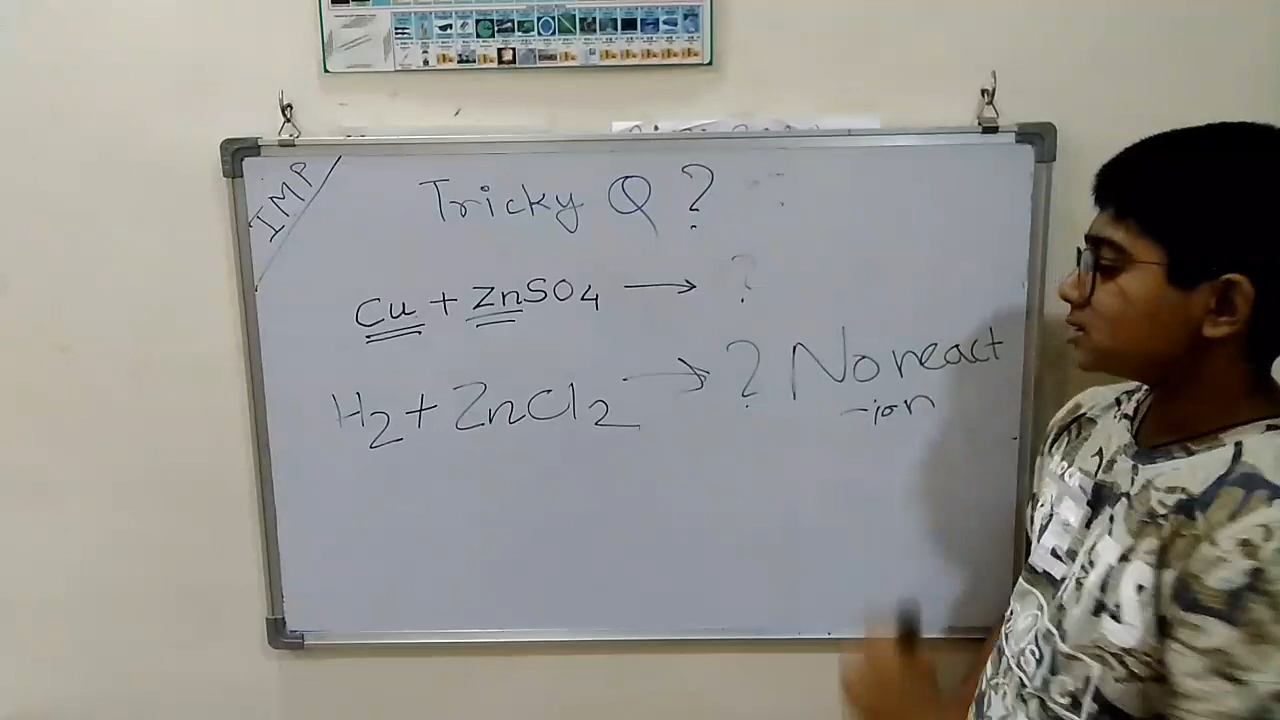 IMP
Tricky Q ?
Cu + ZnSO4 → ?
H2 + ZnCl2 → ? No react
-ion